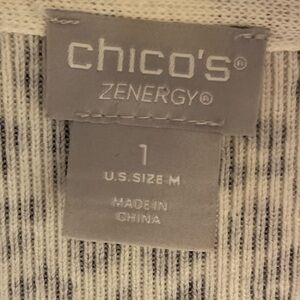 chico's®
ZENERGY®
1
U.S. SIZE M
MADE IN
CHINA